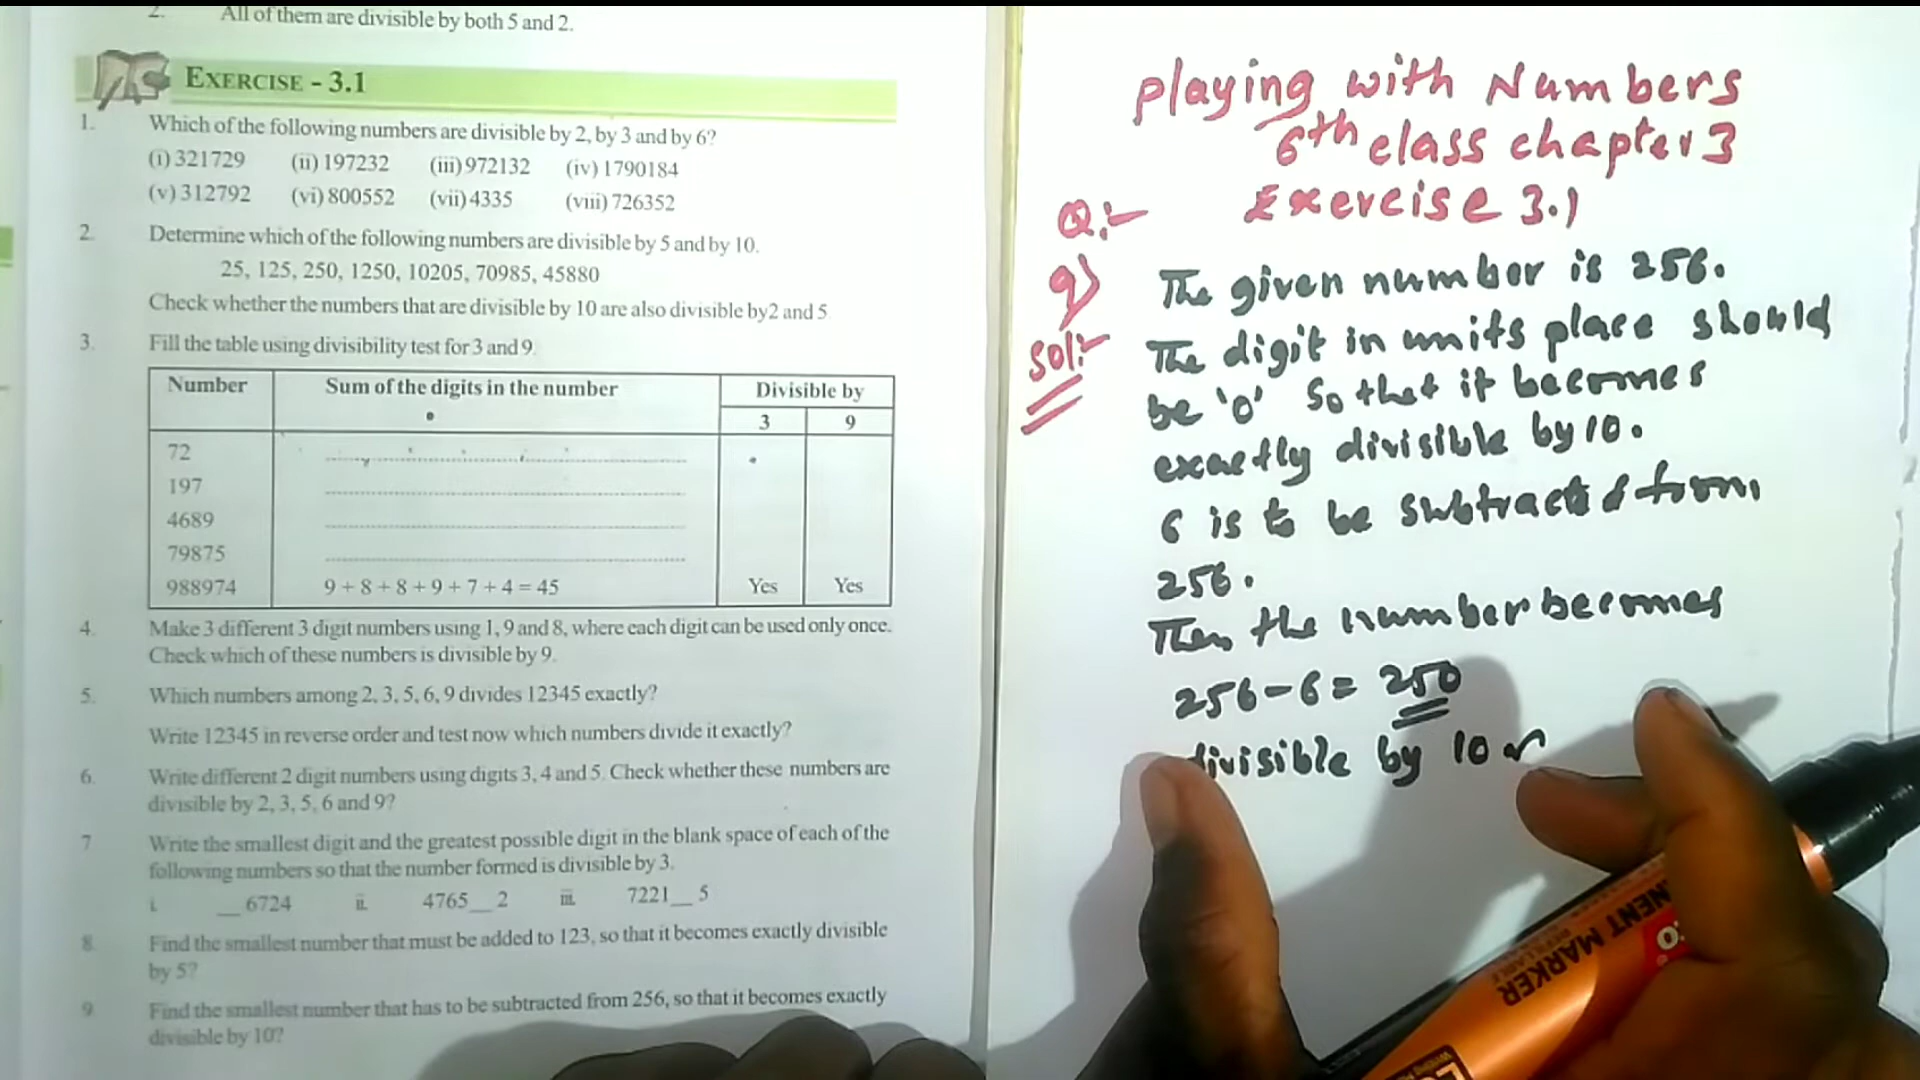 2. All of them are divisible by both 5 and 2.
EXERCISE - 3.1
1. Which of the following numbers are divisible by 2, by 3 and by 6?
(i) 321729 (ii) 197232 (iii) 972132 (iv) 1790184
(v) 312792 (vi) 800552 (vii) 4335 (viii) 726352
2. Determine which of the following numbers are divisible by 5 and by 10.
25, 125, 250, 1250, 10205, 70985, 45880
Check whether the numbers that are divisible by 10 are also divisible by2 and 5
3. Fill the table using divisibility test for 3 and 9.
Number Sum of the digits in the number Divisible by
3 9
72
197
4689
79875
988974 9 + 8 + 8 + 9 + 7 + 4 = 45 Yes Yes
4. Make 3 different 3 digit numbers using 1, 9 and 8, where each digit can be used only once.
Check which of these numbers is divisible by 9.
5. Which numbers among 2, 3, 5, 6, 9 divides 12345 exactly?
Write 12345 in reverse order and test now which numbers divide it exactly?
6. Write different 2 digit numbers using digits 3, 4 and 5. Check whether these numbers are
divisible by 2, 3, 5, 6 and 9?
7 Write the smallest digit and the greatest possible digit in the blank space of each of the
following numbers so that the number formed is divisible by 3.
i. __ 6724 ii. 4765__ 2 iii. 7221__ 5
8. Find the smallest number that must be added to 123, so that it becomes exactly divisible
by 5?
9. Find the smallest number that has to be subtracted from 256, so that it becomes exactly
divisible by 10?
Playing with Numbers
6th class chapter 3
Exercise 3.1
Q:-
9) The given number is 256.
Sol:- The digit in units place should
be '0' so that it becomes
exactly divisible by 10.
6 is to be subtracted from
256.
Then the number becomes
256-6= 250
divisible by 10
NENT MARKER
REFILLABLE